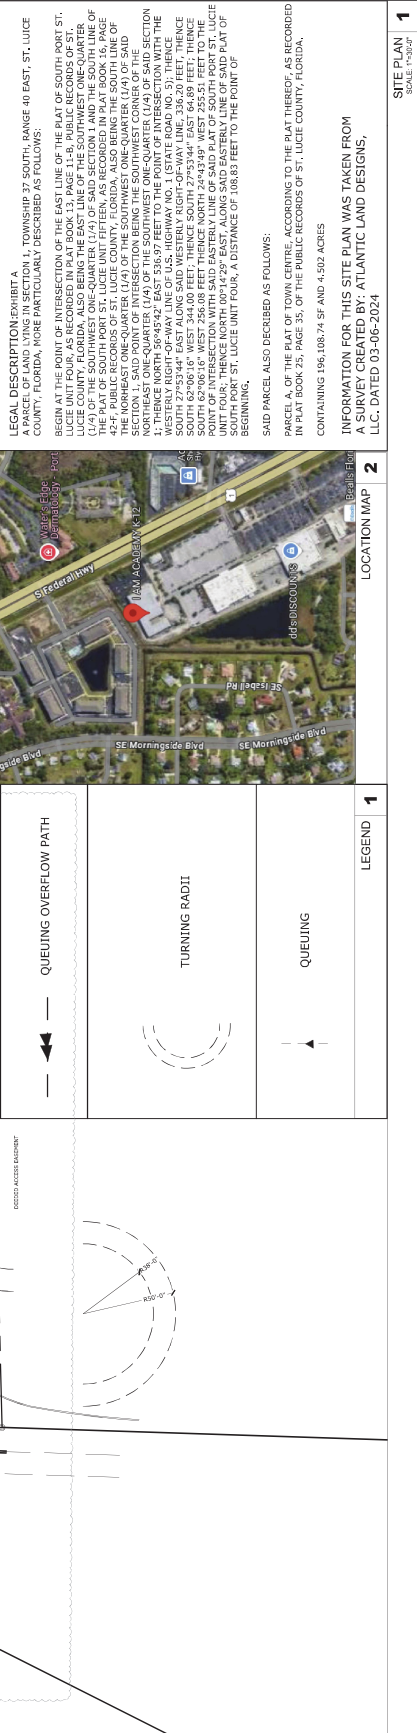 LEGAL DESCRIPTION:EXHIBIT A
A PARCEL OF LAND LYING IN SECTION 1, TOWNSHIP 37 SOUTH, RANGE 40 EAST, ST. LUICE
COUNTY, FLORIDA, MORE PARTICULARLY DESCRIBED AS FOLLOWS:
BEGIN AT THE POINT OF INTERSECTION OF THE EAST LINE OF THE PLAT OF SOUTH PORT ST.
LUCIE UNIT FOUR, AS RECORDED IN PLAT BOOK 13, PAGE 11-B, PUBLIC RECORDS OF ST.
LUCIE COUNTY, FLORIDA, ALSO BEING THE EAST LINE OF THE SOUTHWEST ONE-QUARTER
(1/4) OF THE SOUTHWEST ONE-QUARTER (1/4) OF SAID SECTION 1 AND THE SOUTH LINE OF
THE PLAT OF SOUTH PORT ST. LUCIE UNIT FIFTEEN, AS RECORDED IN PLAT BOOK 16, PAGE
42-F, PUBLIC RECORDS OF ST. LUCIE COUNTY, FLORIDA, ALSO BEING THE SOUTH LINE OF
THE NORHEAST ONE-QUARTER (1/4) OF THE SOUTHWEST ONE-QUARTER (1/4) OF SAID
SECTION 1, SAID POINT OF INTERSECTION BEING THE SOUTHWEST CORNER OF THE
NORTHEAST ONE-QUARTER (1/4) OF THE SOUTHWEST ONE-QUARTER (1/4) OF SAID SECTION
1; THENCE NORTH 89°45'42" EAST 536.97 FEET TO THE POINT OF INTERSECTION WITH THE
WESTERLY RIGHT-OF-WAY LINE OF U.S. HIGHWAY NO. 1 (STATE ROAD NO. 5); THENCE
SOUTH 27°53'44" EAST ALONG SAID WESTERLY RIGHT-OF-WAY LINE, 336.20 FEET, THENCE
SOUTH 62°06'16" WEST 344.00 FEET; THENCE SOUTH 27°53'44" EAST 64.89 FEET; THENCE
SOUTH 62°06'16" WEST 256.08 FEET THENCE NORTH 24°43'49" WEST 255.51 FEET TO THE
POINT OF INTERSECTION WITH SAID EASTERLY LINE OF SAID PLAT OF SOUTH PORT ST. LUCIE
UNIT FOUR; THENCE NORTH 00°14'29" EAST, ALONG SAID EASTERLY LINE OF SAID PLAT OF
SOUTH PORT ST, LUCIE UNIT FOUR, A DISTANCE OF 108.83 FEET TO THE POINT OF
BEGINNING.
SAID PARCEL ALSO DECRIBED AS FOLLOWS:
PARCEL A, OF THE PLAT OF TOWN CENTRE, ACCORDING TO THE PLAT THEREOF, AS RECORDED
IN PLAT BOOK 25, PAGE 35, OF THE PUBLIC RECORDS OF ST. LUCIE COUNTY, FLORIDA.
CONTAINING 196,108.74 SF AND 4.502 ACRES
INFORMATION FOR THIS SITE PLAN WAS TAKEN FROM
A SURVEY CREATED BY: ATLANTIC LAND DESIGNS,
LLC. DATED 03-06-2024
SITE PLAN
SCALE: 1"=30'-0"
1
Water's Edge
Dermatology - Port
S Federal Hwy
I AM ACADEMY K-12
1
dd's DISCOUNTS
Bealls Flori
SE Isabell Rd
SE Morningside Blvd
SE Morningside Blvd
gside Blvd
LOCATION MAP
2
QUEUING OVERFLOW PATH
TURNING RADII
QUEUING
LEGEND
1
DEEDED ACCESS EASEMENT
R38'-0"
R50'-0"